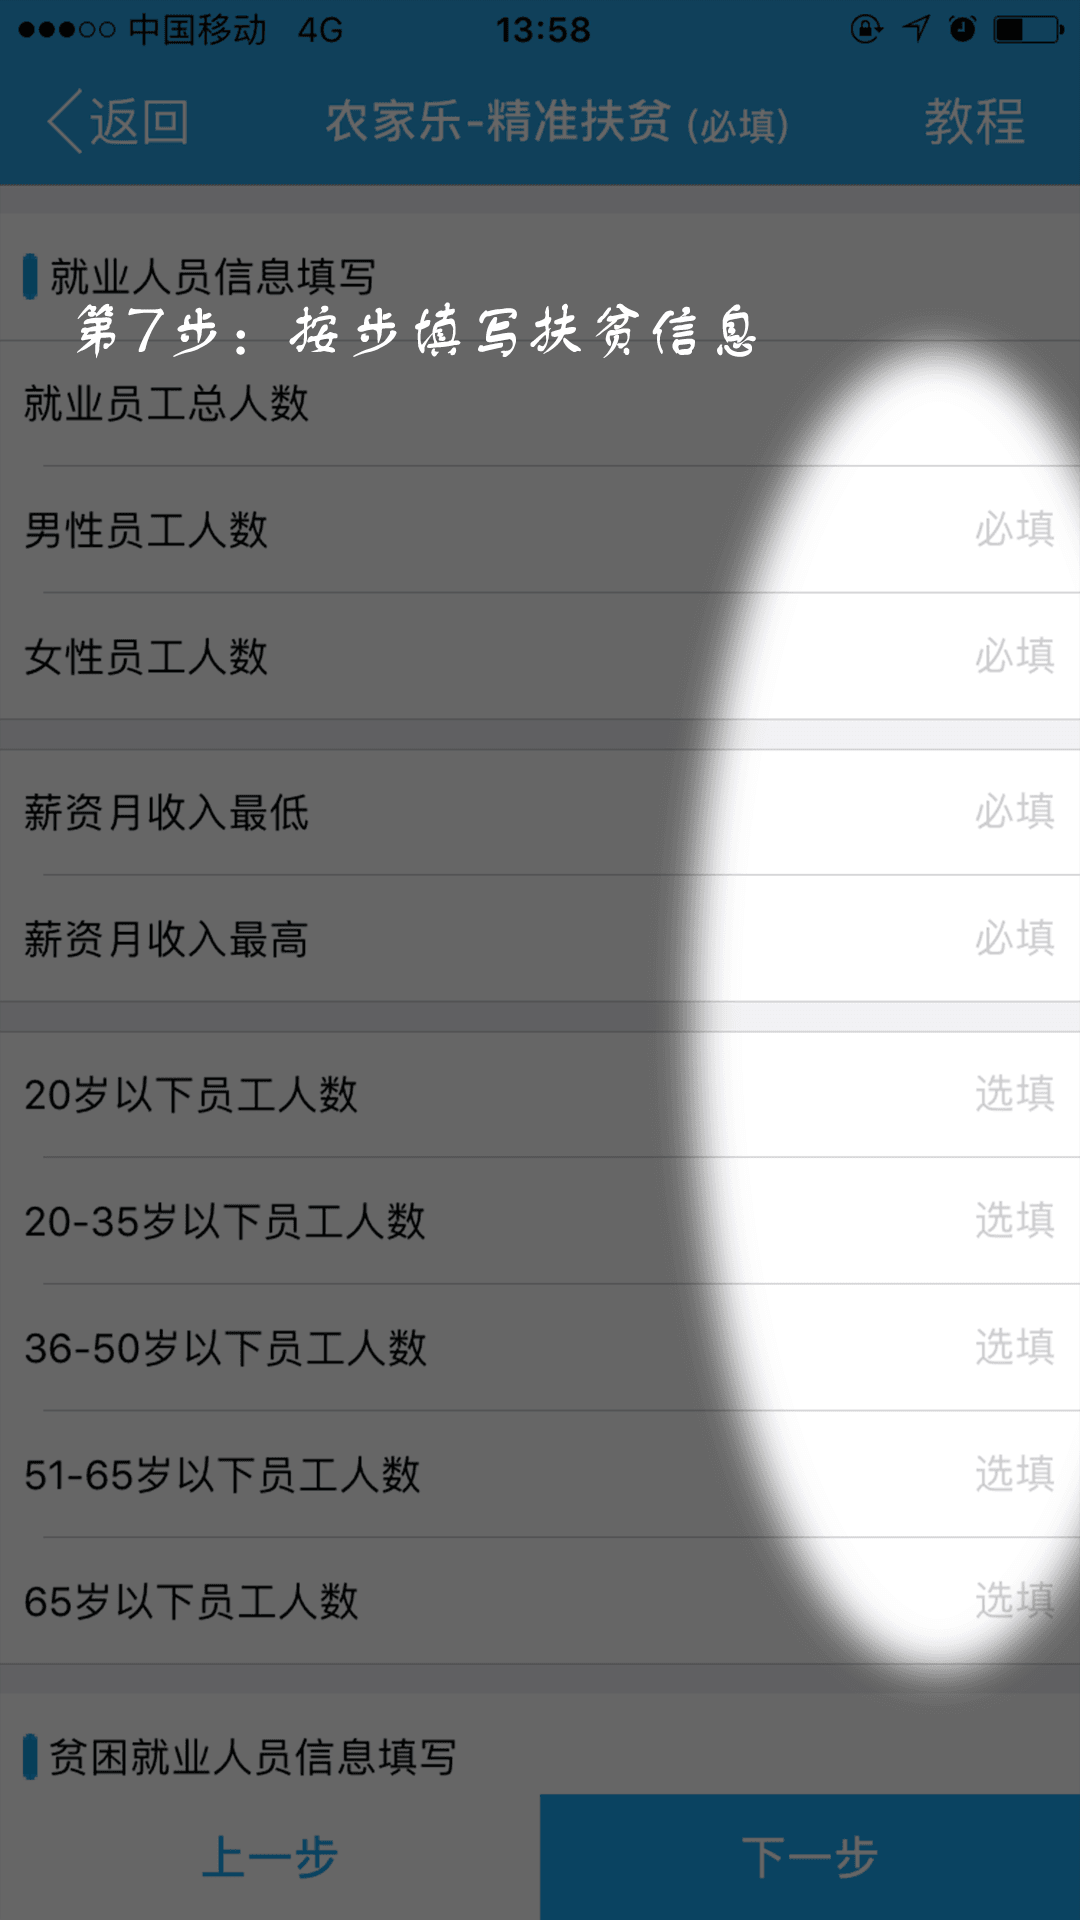 中国移动 4G 13:58
返回 农家乐-精准扶贫 (必填) 教程
就业人员信息填写
第7步：按步填写扶贫信息
就业员工总人数
男性员工人数 必填
女性员工人数 必填
薪资月收入最低 必填
薪资月收入最高 必填
20岁以下员工人数 选填
20-35岁以下员工人数 选填
36-50岁以下员工人数 选填
51-65岁以下员工人数 选填
65岁以下员工人数 选填
贫困就业人员信息填写
上一步 下一步